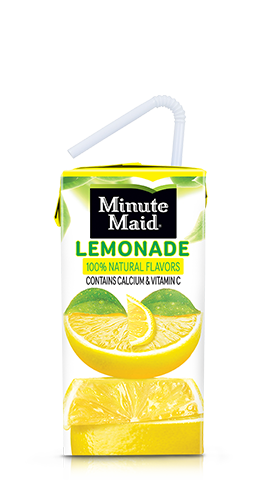 Minute
Maid®
LEMONADE
100% NATURAL FLAVORS
CONTAINS CALCIUM & VITAMIN C